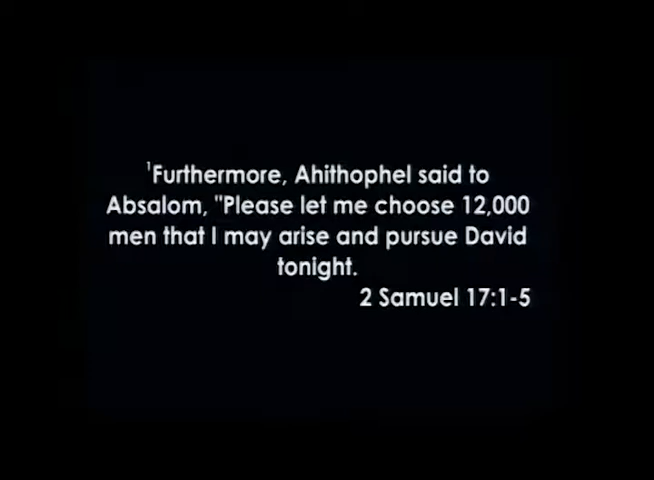 ¹Furthermore, Ahithophel said to
Absalom, "Please let me choose 12,000
men that I may arise and pursue David
tonight.
2 Samuel 17:1-5